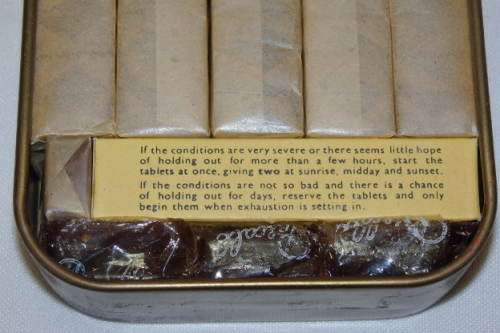 If the conditions are very severe or there seems little hope
of holding out for more than a few hours, start the
tablets at once, giving two at sunrise, midday and sunset.
If the conditions are not so bad and there is a chance
of holding out for days, reserve the tablets and only
begin them when exhaustion is setting in.